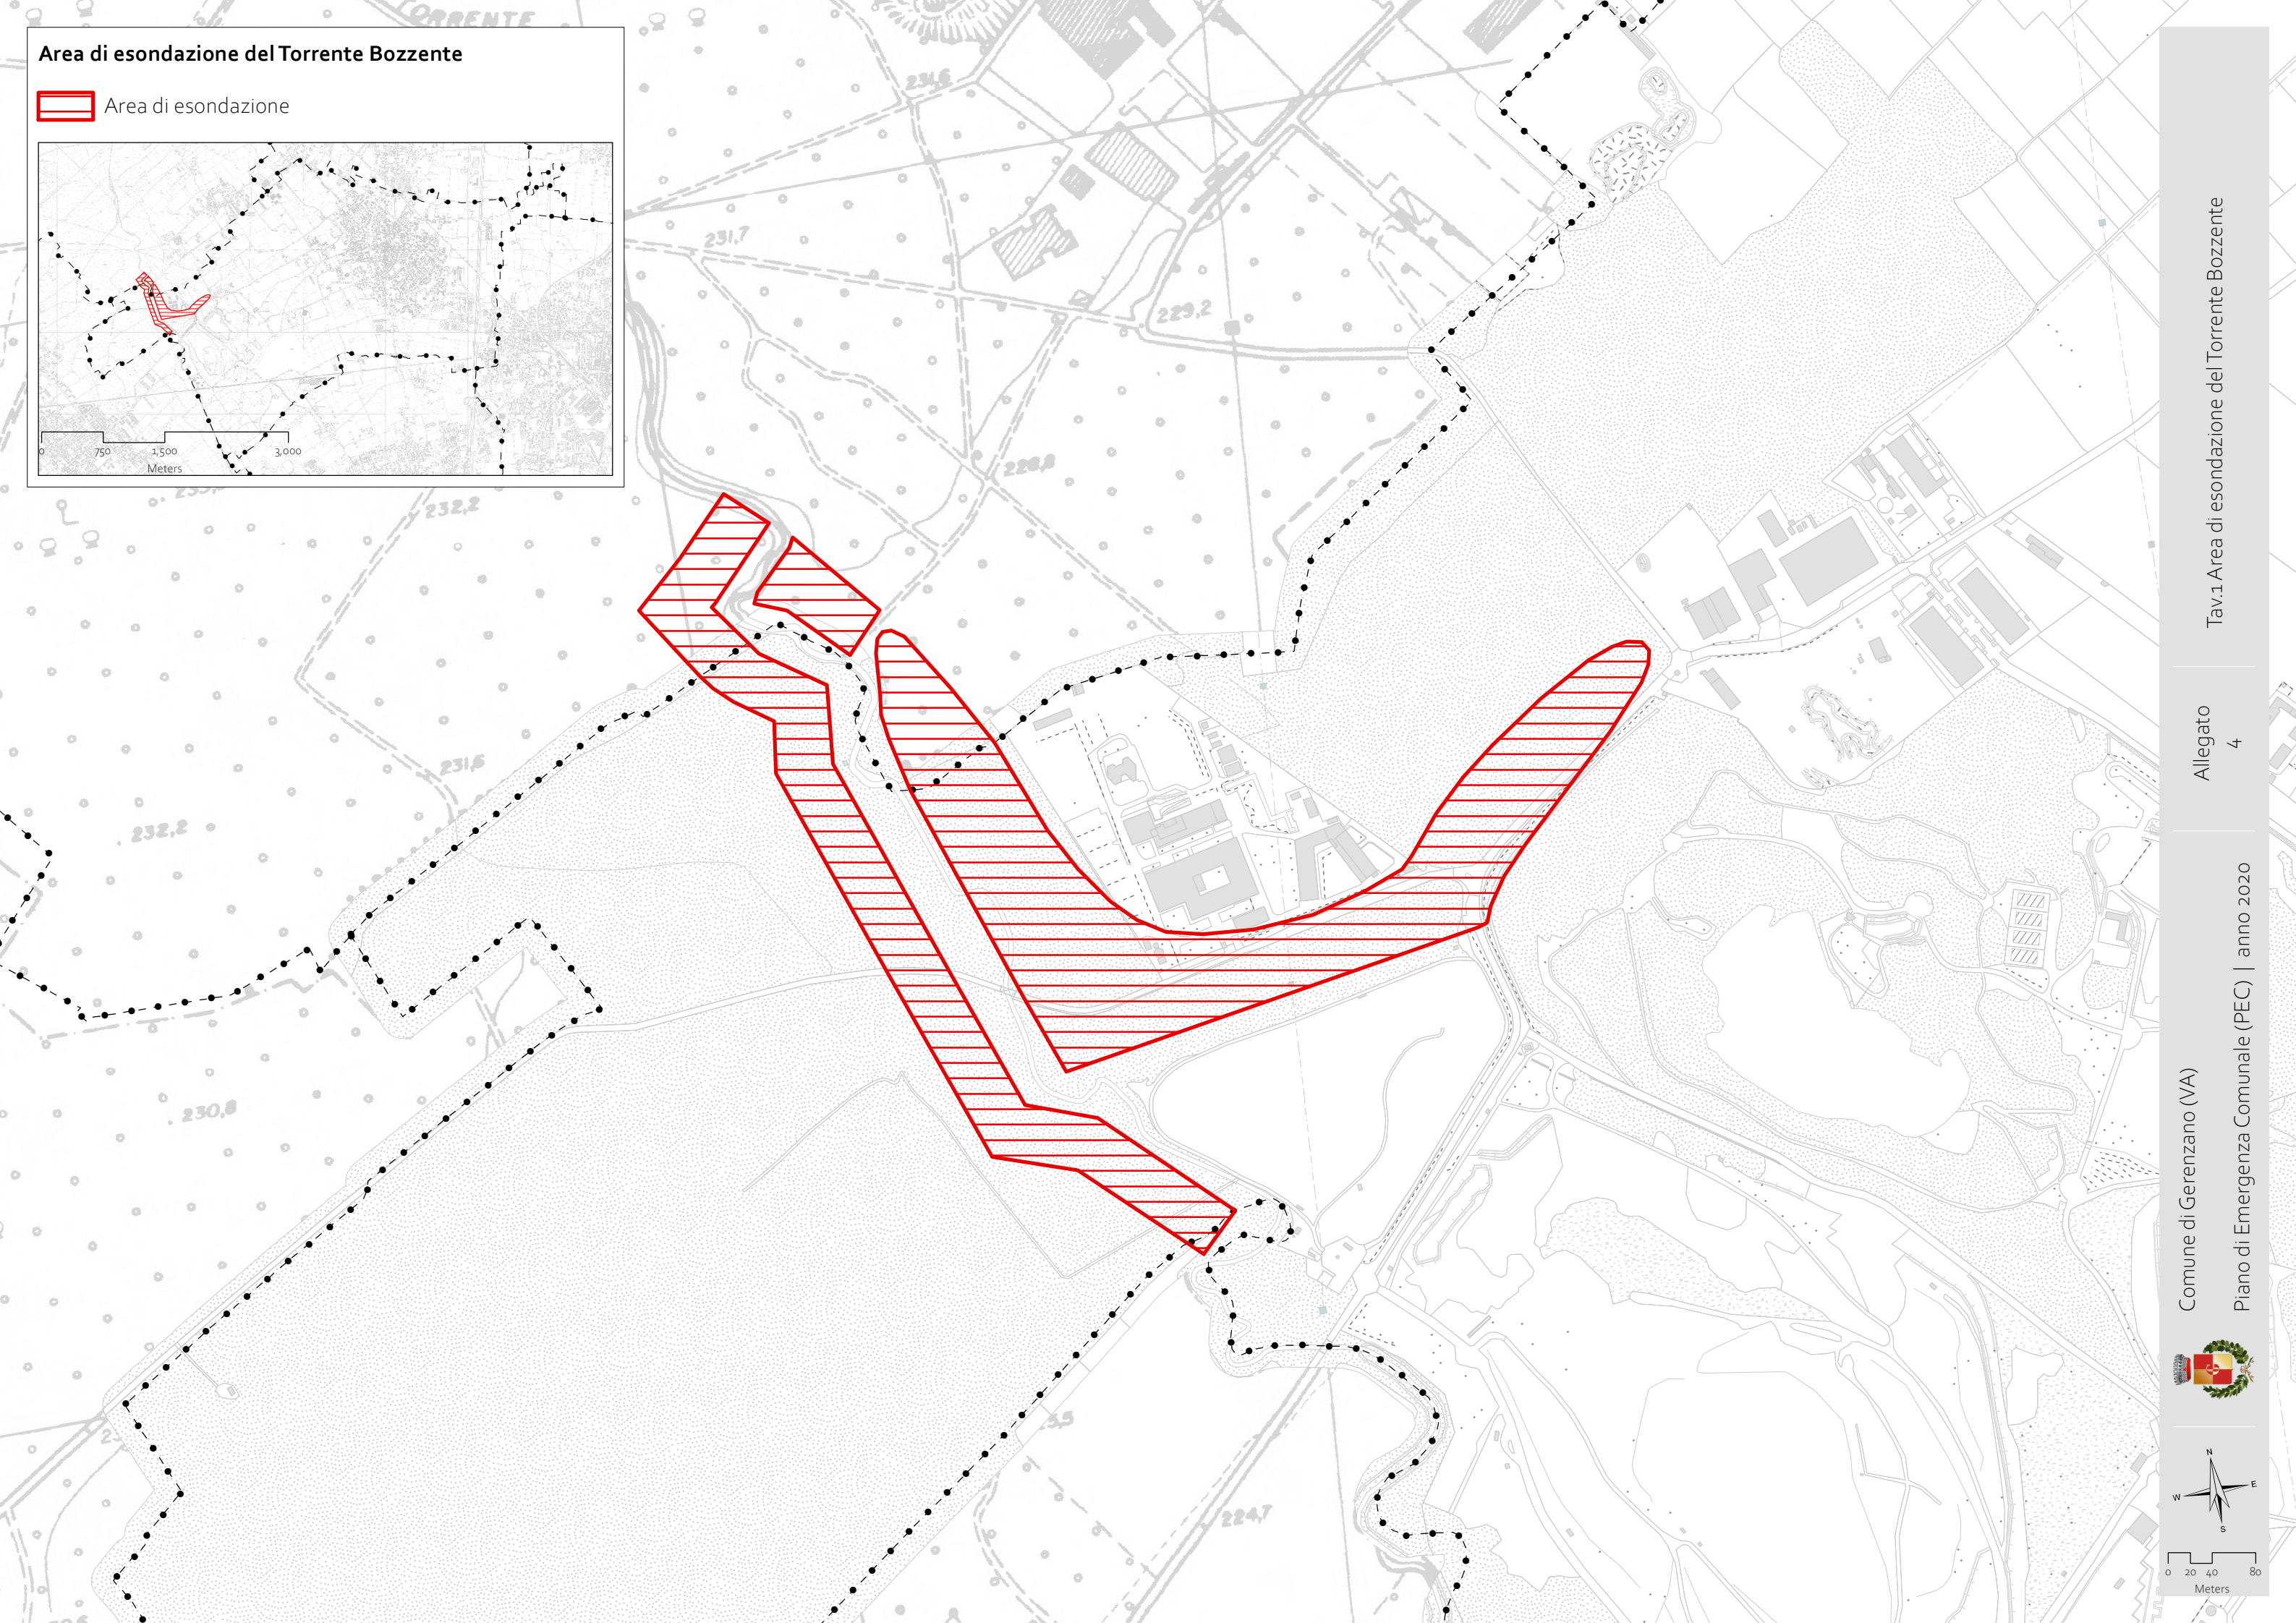 TORRENTE
Area di esondazione del Torrente Bozzente
Area di esondazione
0 750 1,500 3,000
Meters
231,6
231,7
229,2
228,8
232,2
231,6
232,2
230,8
224,7
Tav.1 Area di esondazione del Torrente Bozzente
Allegato
4
Comune di Gerenzano (VA)
Piano di Emergenza Comunale (PEC) | anno 2020
N
W E
S
0 20 40 80
Meters